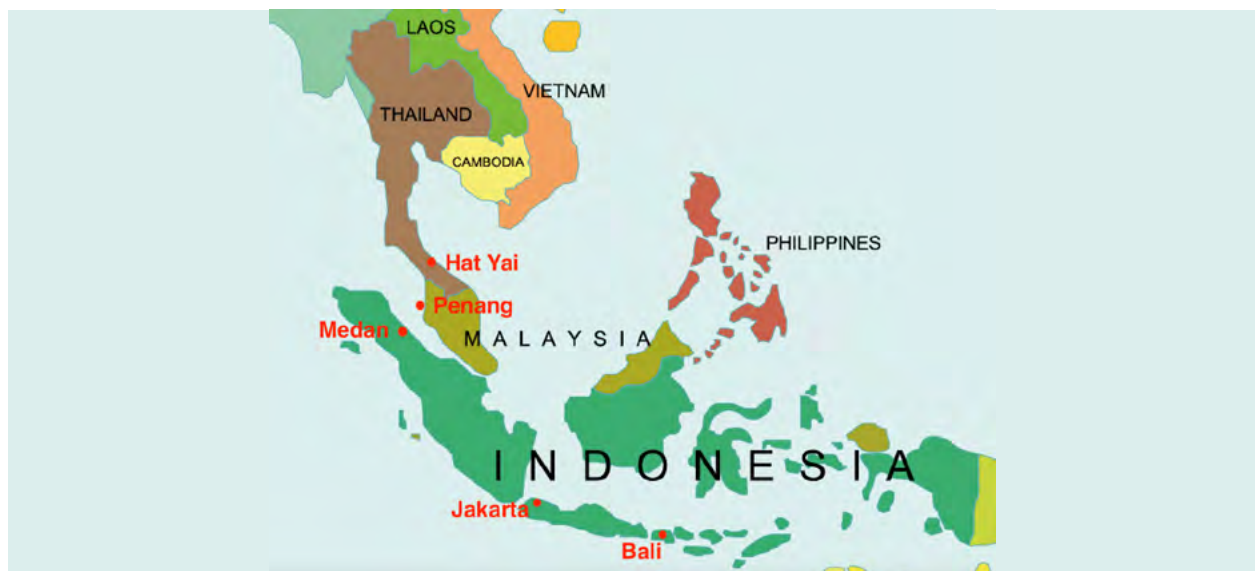 LAOS
VIETNAM
THAILAND
CAMBODIA
PHILIPPINES
Hat Yai
Penang
Medan
MALAYSIA
INDONESIA
Jakarta
Bali